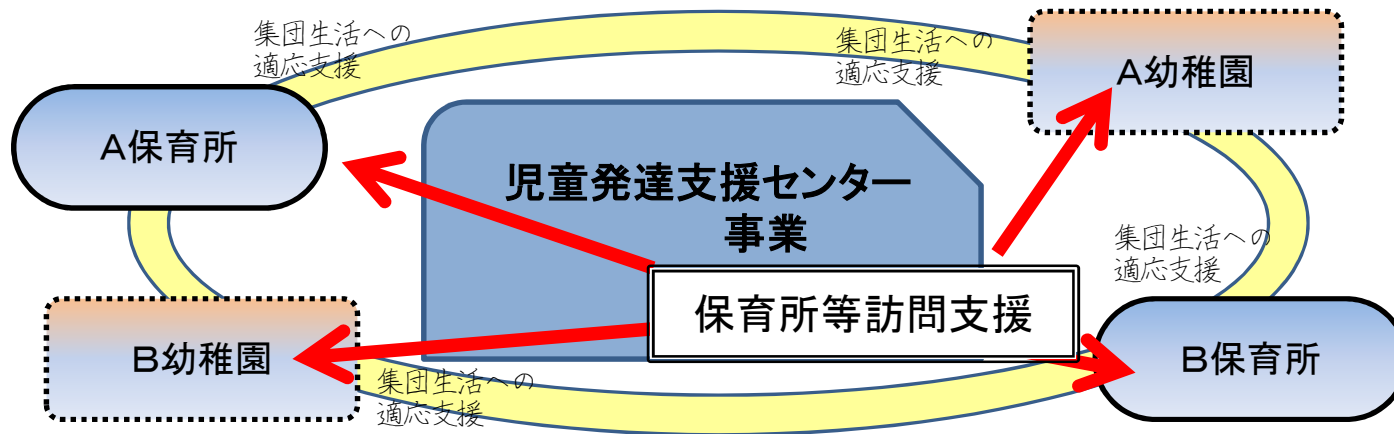 集団生活への
適応支援
集団生活への
適応支援
A幼稚園
A保育所
児童発達支援センター
事業
集団生活への
適応支援
保育所等訪問支援
B幼稚園
B保育所
集団生活への
適応支援